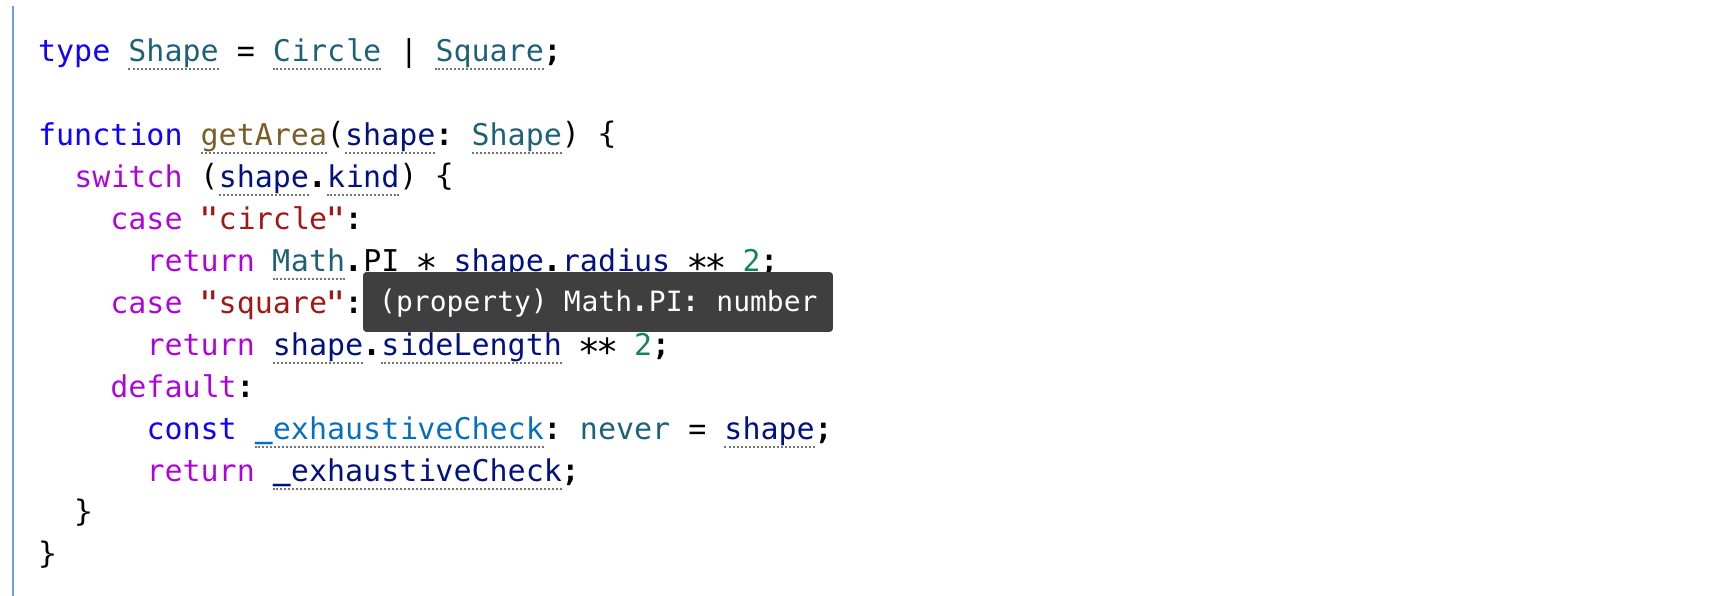 type Shape = Circle | Square;
function getArea(shape: Shape) {
  switch (shape.kind) {
    case "circle":
      return Math.PI * shape.radius ** 2;
    case "square":
(property) Math.PI: number
      return shape.sideLength ** 2;
    default:
      const _exhaustiveCheck: never = shape;
      return _exhaustiveCheck;
  }
}